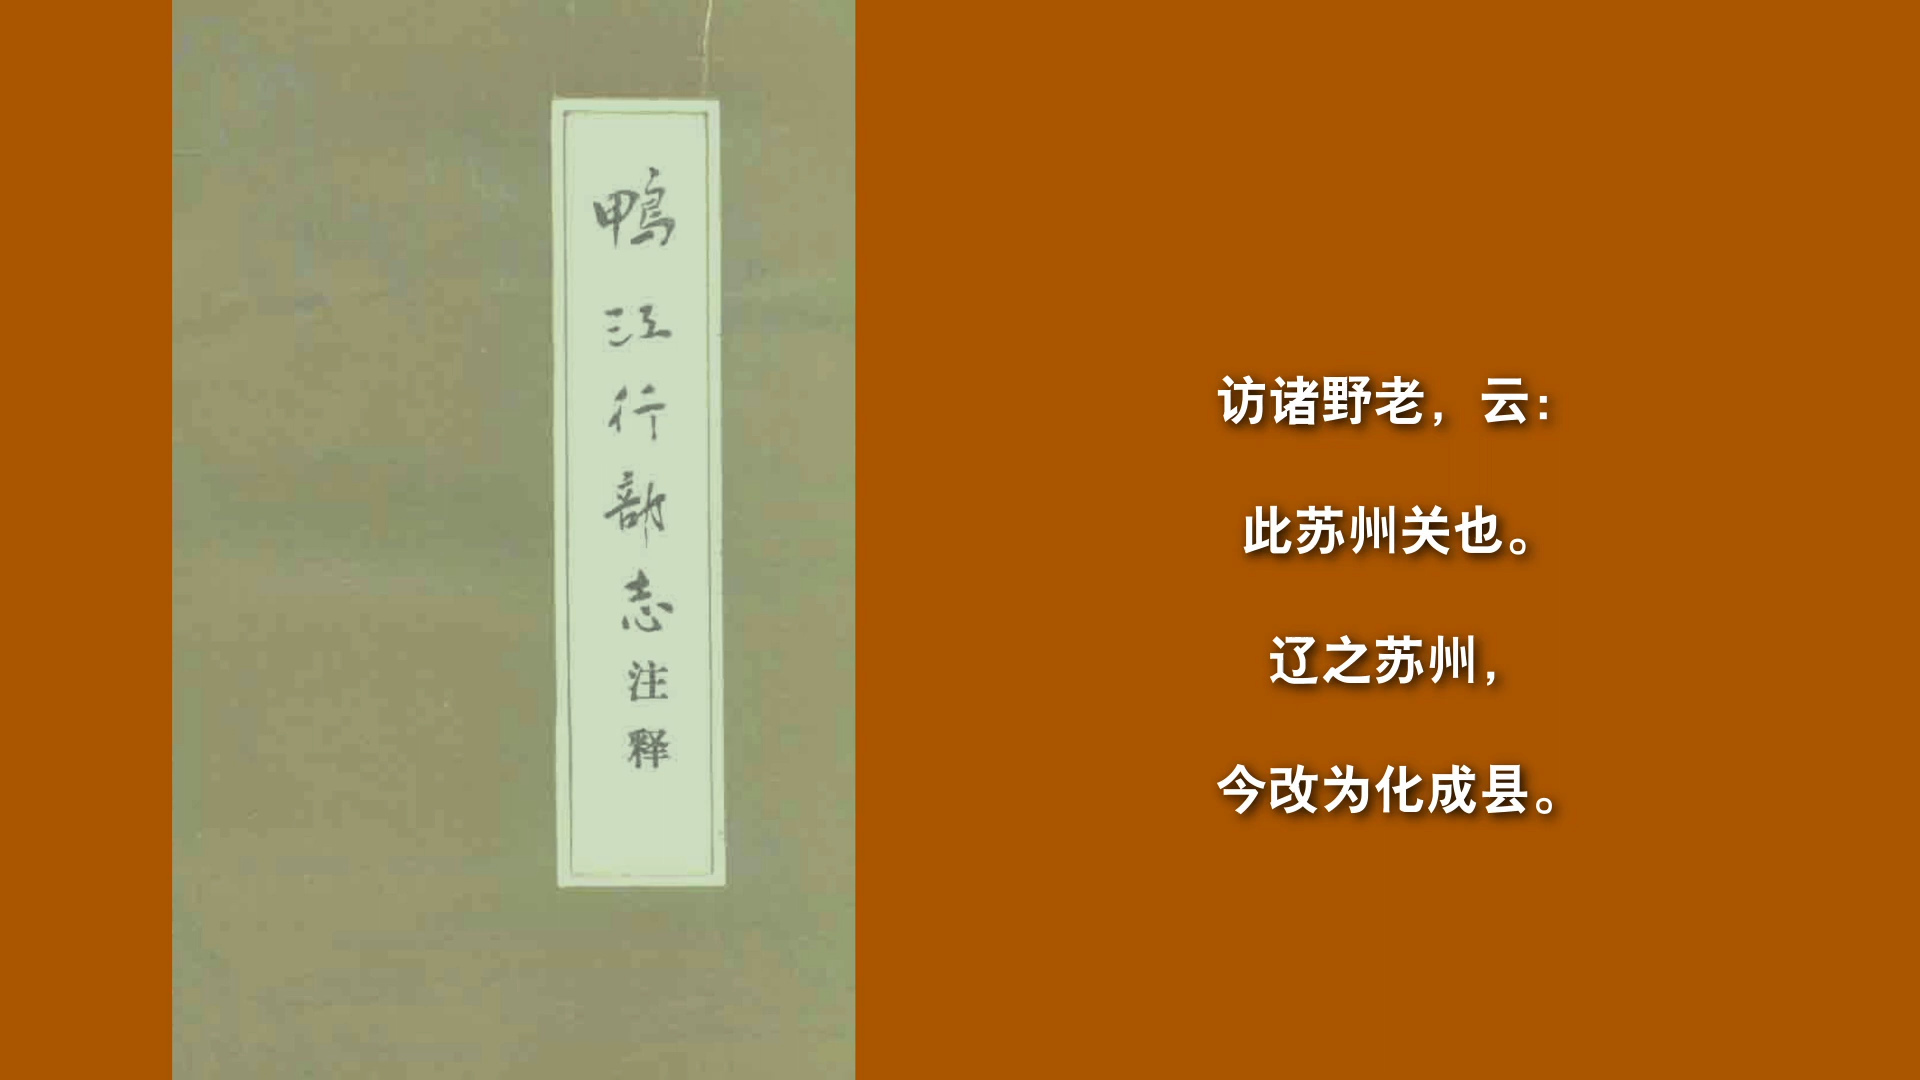 鴨江行部志注释
访诸野老，云：
此苏州关也。
辽之苏州，
今改为化成县。